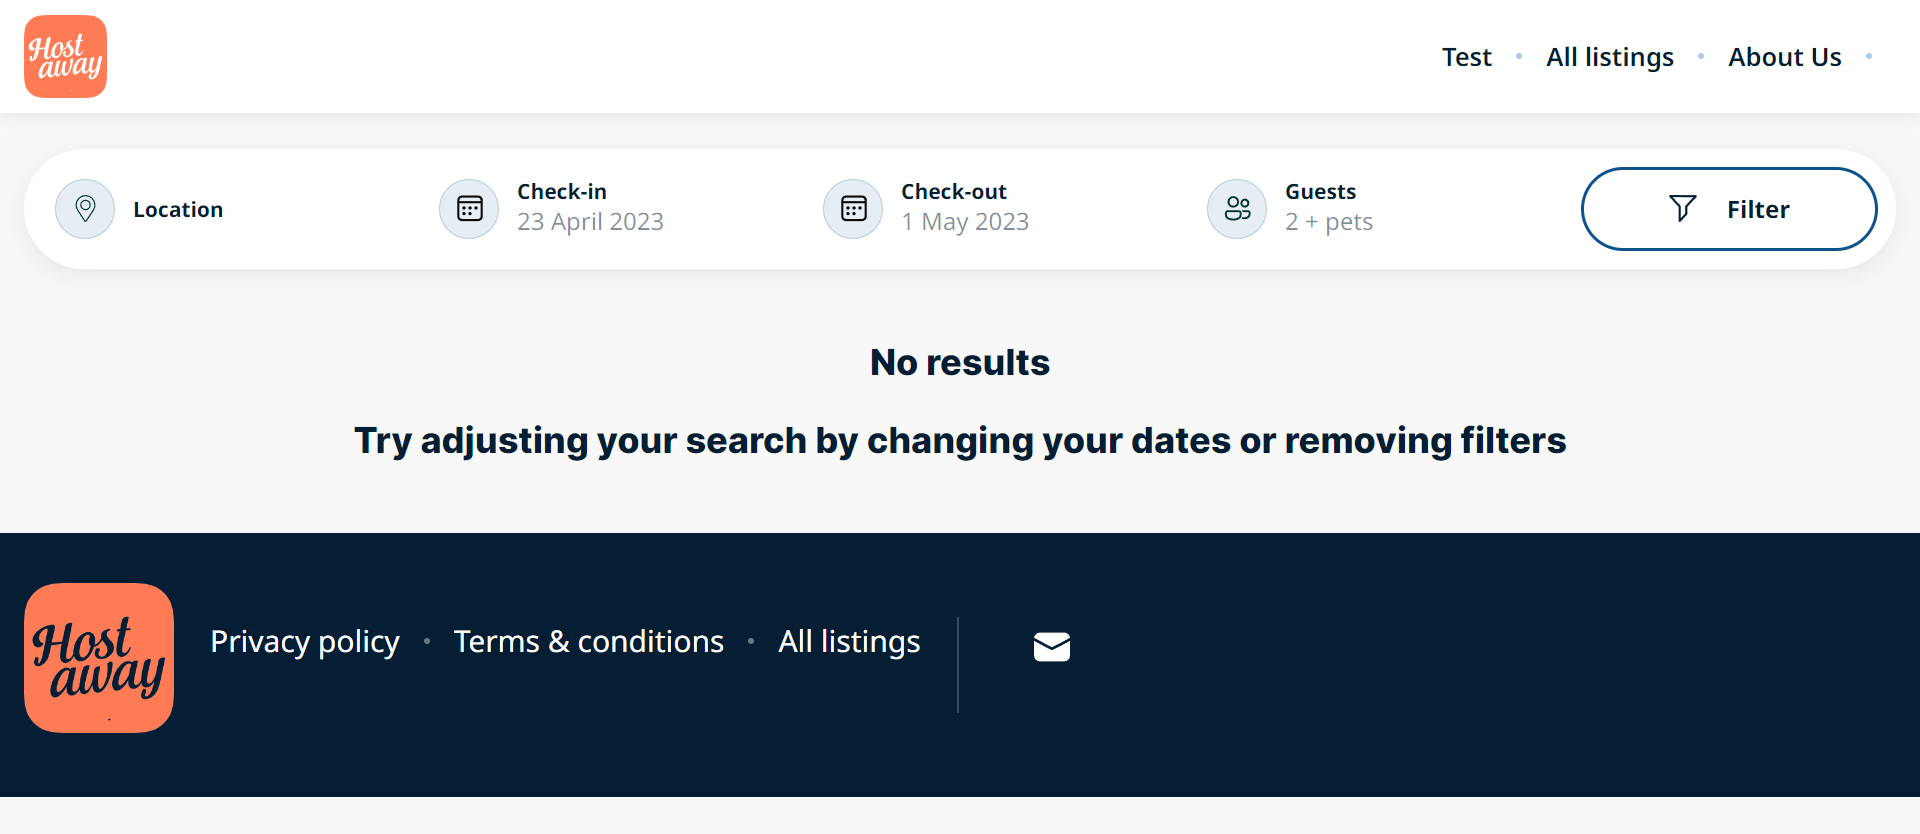 Host
away
Test • All listings • About Us •
Location
Check-in
23 April 2023
Check-out
1 May 2023
Guests
2 + pets
Filter
No results
Try adjusting your search by changing your dates or removing filters
Host
away
Privacy policy • Terms & conditions • All listings